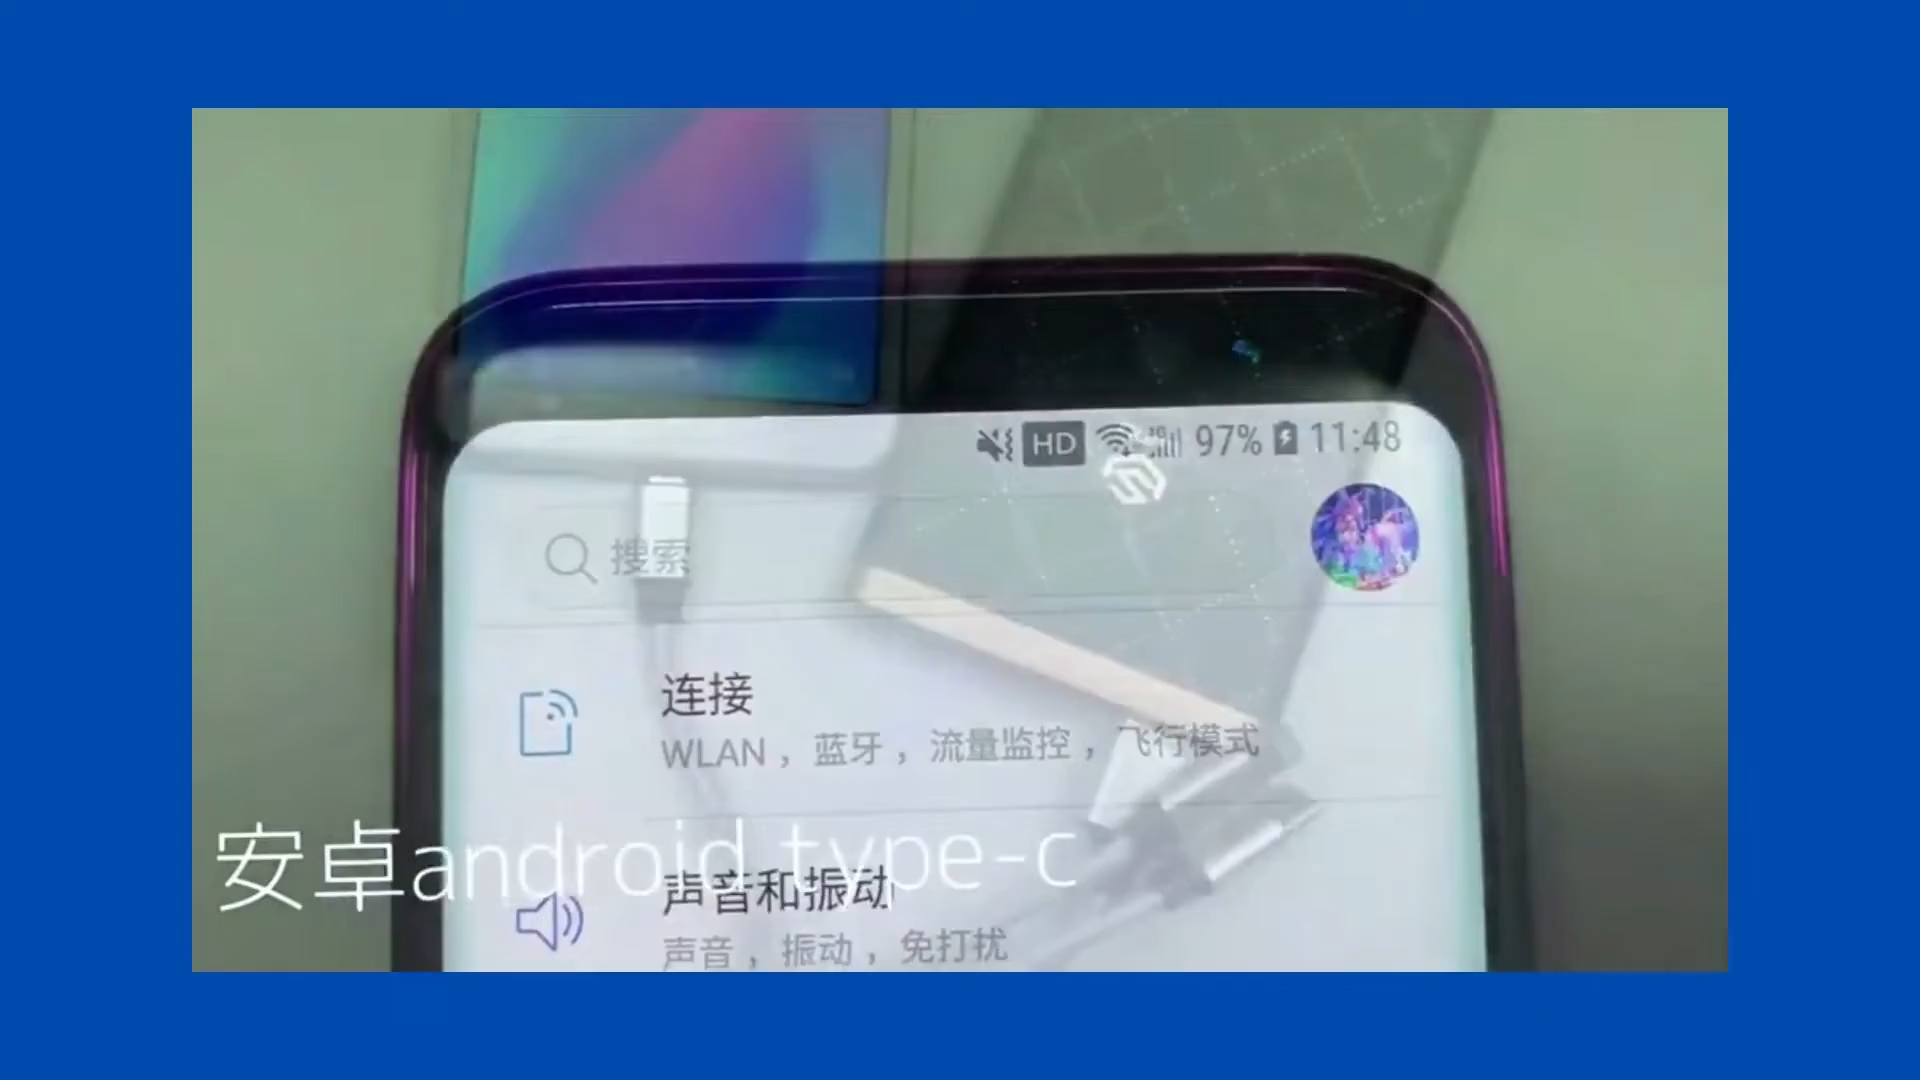 HD 97% 11:48
搜索
连接
WLAN，蓝牙，流量监控，飞行模式
安卓android type-c
声音和振动
声音，振动，免打扰